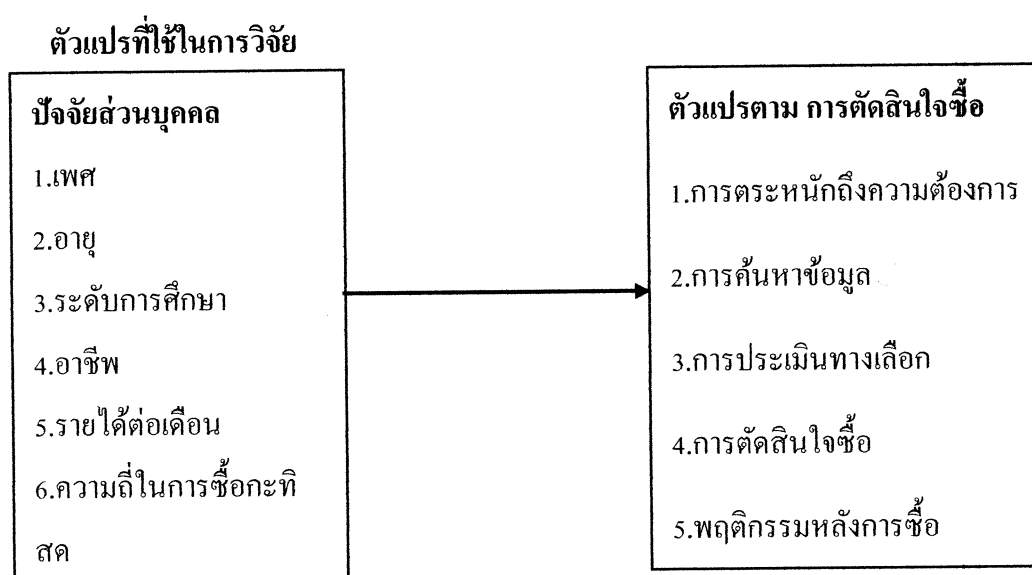 ตัวแปรที่ใช้ในการวิจัย
ปัจจัยส่วนบุคคล
1.เพศ
2.อายุ
3.ระดับการศึกษา
4.อาชีพ
5.รายได้ต่อเดือน
6.ความถี่ในการซื้อกะทิ
สด
ตัวแปรตาม การตัดสินใจซื้อ
1.การตระหนักถึงความต้องการ
2.การค้นหาข้อมูล
3.การประเมินทางเลือก
4.การตัดสินใจซื้อ
5.พฤติกรรมหลังการซื้อ